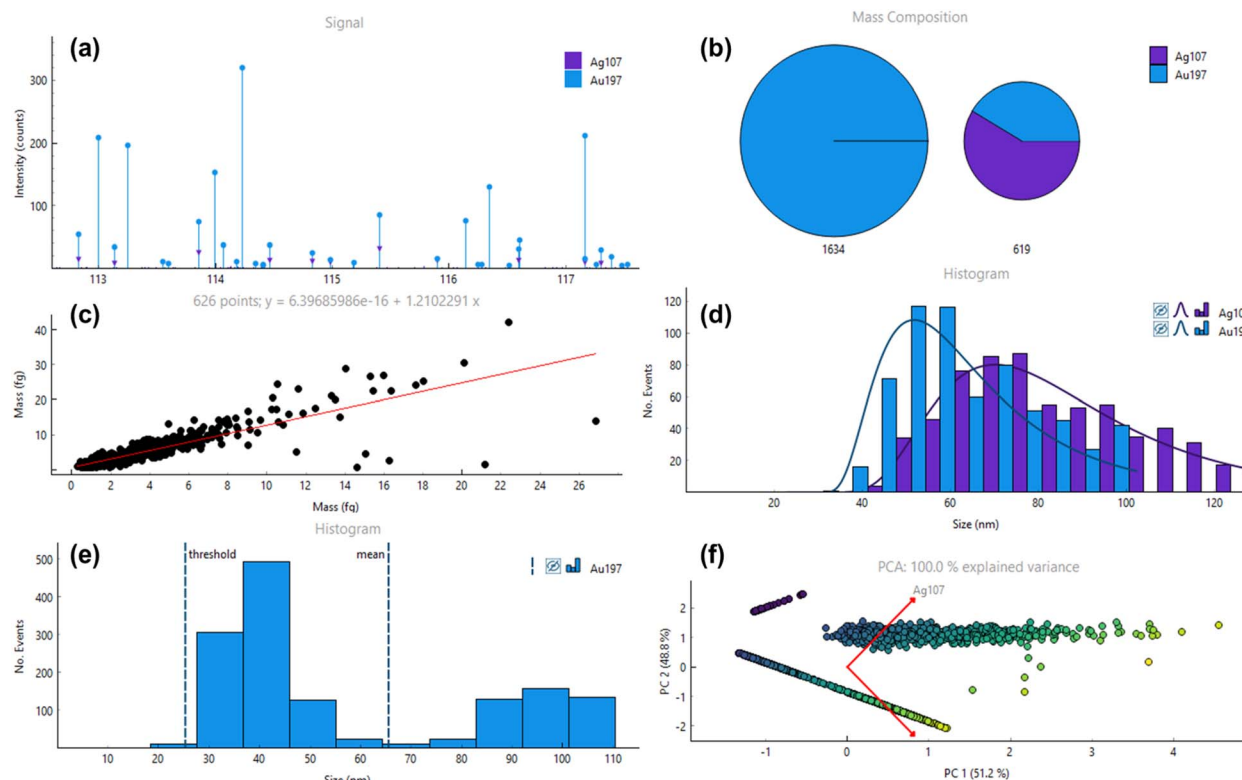 (a)
Signal
Ag107
Au197
Intensity (counts)
300
200
100
113
114
115
116
117
(b)
Mass Composition
Ag107
Au197
1634
619
(c)
626 points; y = 6.39685986e-16 + 1.2102291 x
Mass (fg)
40
30
20
10
0
2
4
6
8
10
12
14
16
18
20
22
24
26
Mass (fg)
(d)
Histogram
Ag10
Au19
No. Events
120
100
80
60
40
20
20
40
60
80
100
120
Size (nm)
(e)
Histogram
threshold
mean
Au197
No. Events
500
400
300
200
100
10
20
30
40
50
60
70
80
90
100
110
Size (nm)
(f)
PCA: 100.0 % explained variance
Ag107
PC 2 (48.8 %)
2
1
0
-1
-2
-1
0
1
2
3
4
PC 1 (51.2 %)